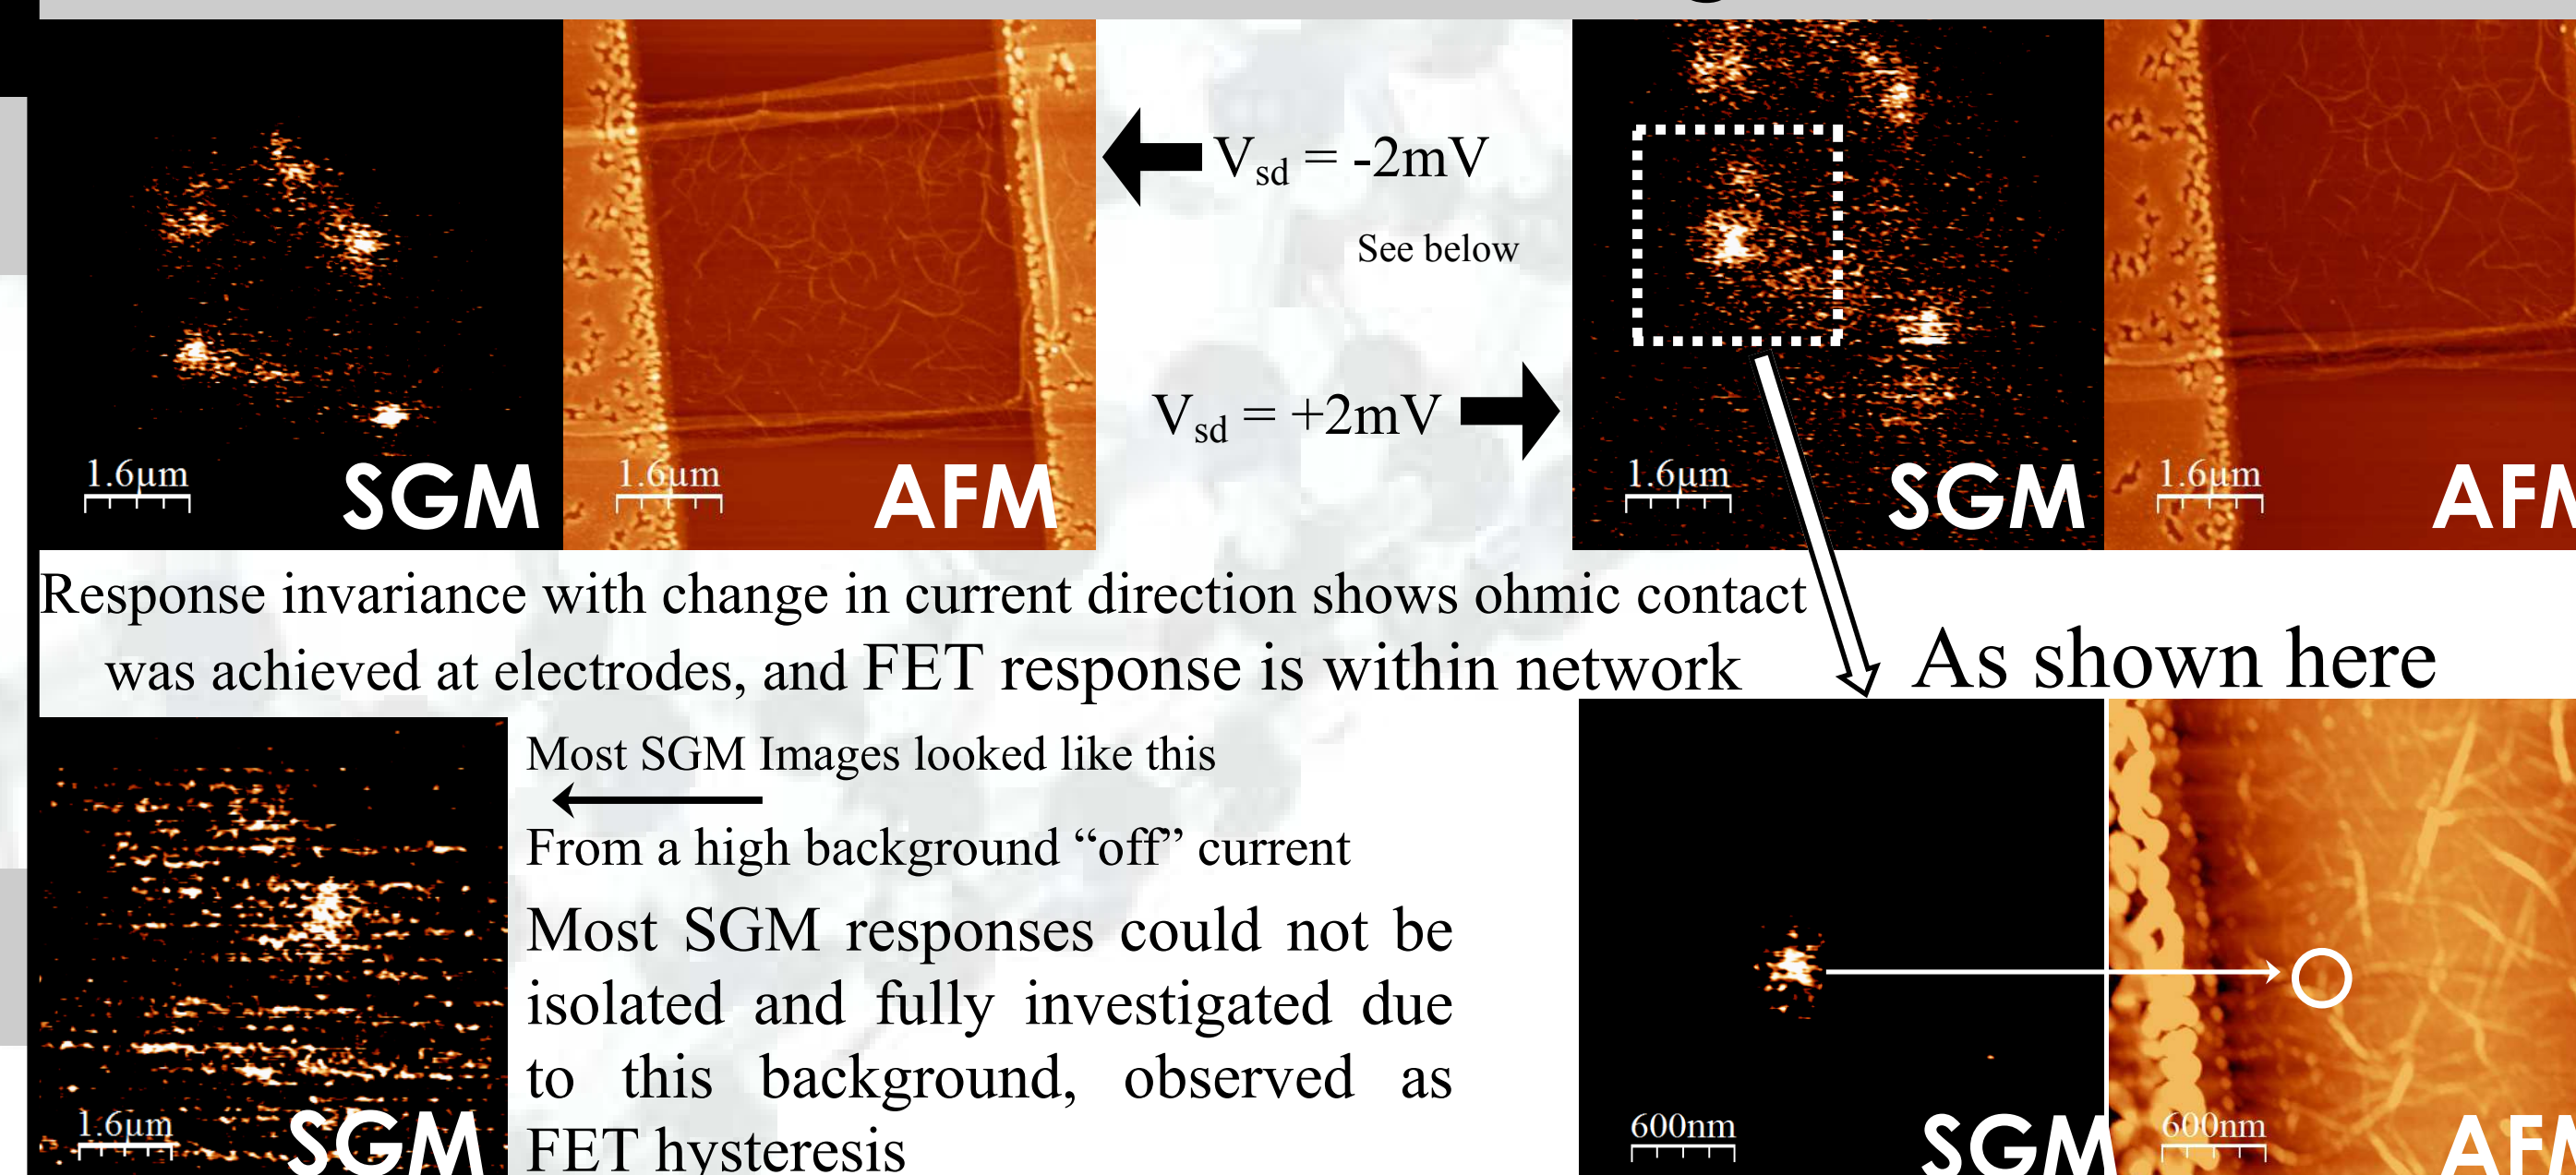 V_sd = -2mV
See below
V_sd = +2mV
1.6µm
SGM
1.6µm
AFM
1.6µm
SGM
1.6µm
Response invariance with change in current direction shows ohmic contact
was achieved at electrodes, and FET response is within network
As shown here
Most SGM Images looked like this
From a high background “off” current
Most SGM responses could not be
isolated and fully investigated due
to this background, observed as
FET hysteresis
1.6µm
SGM
600nm
SGM
600nm